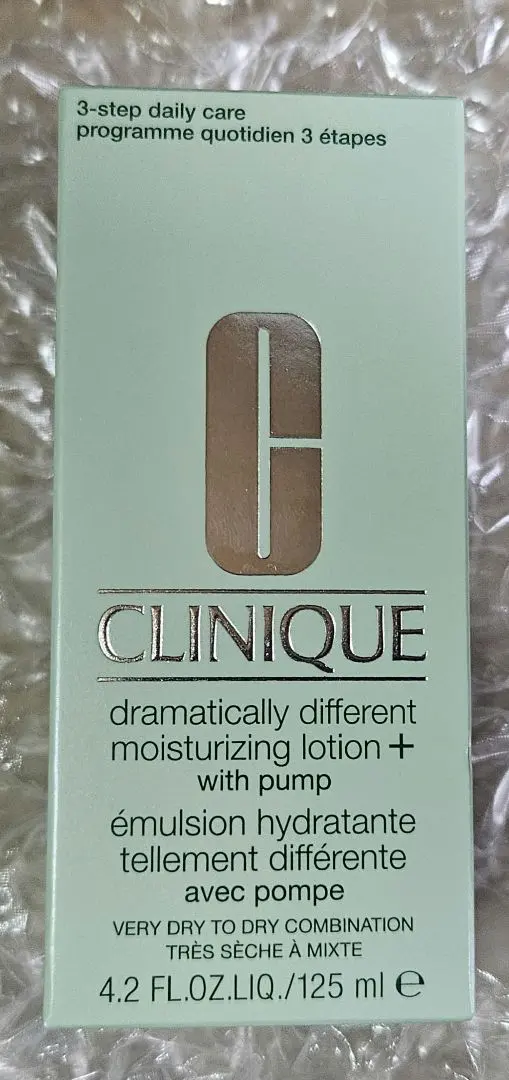 3-step daily care
programme quotidien 3 étapes
C
CLINIQUE
dramatically different
moisturizing lotion +
with pump
émulsion hydratante
tellement différente
avec pompe
VERY DRY TO DRY COMBINATION
TRÈS SÈCHE À MIXTE
4.2 FL.OZ.LIQ./125 ml ℮